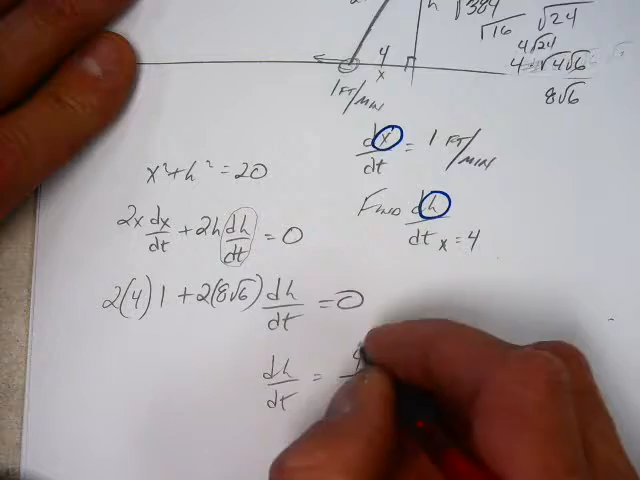 √384
√16 √24
4√24
4·√4√6
8√6
h
4
x
1 FT/MIN
dx/dt = 1 FT/MIN
x²+h² = 20
FIND dh/dt x=4
2x dx/dt + 2h dh/dt = 0
2(4)1 + 2(8√6) dh/dt = 0
dh/dt =